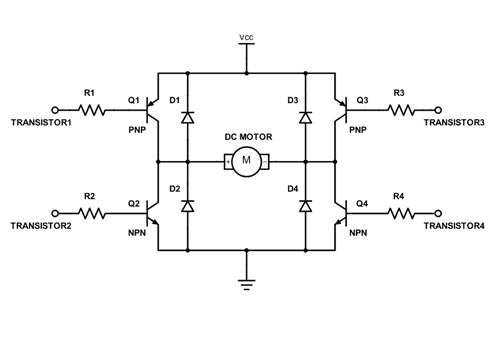 Vcc
R1
Q1
D1
D3
Q3
R3
TRANSISTOR1
PNP
DC MOTOR
PNP
TRANSISTOR3
+
M
-
R2
Q2
D2
D4
Q4
R4
TRANSISTOR2
NPN
NPN
TRANSISTOR4